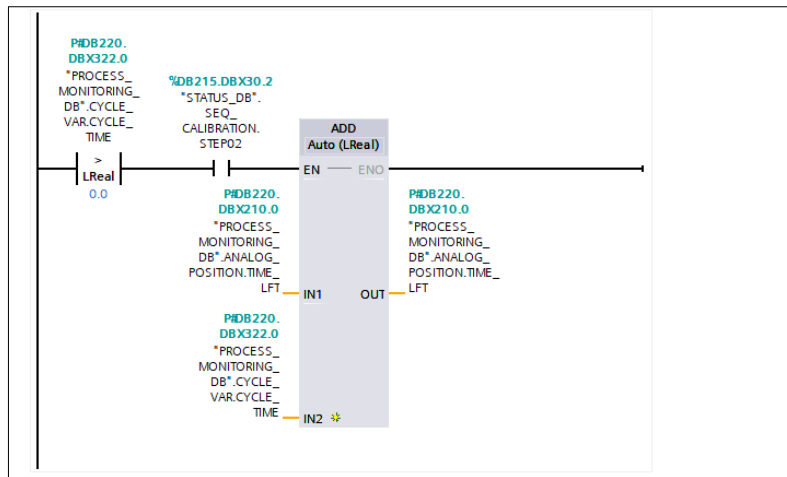 P#DB220.
DBX322.0
"PROCESS_
MONITORING_
DB".CYCLE_
VAR.CYCLE_
TIME
>
LReal
0.0
%DB215.DBX30.2
"STATUS_DB".
SEQ_
CALIBRATION.
STEP02
ADD
Auto (LReal)
EN
ENO
P#DB220.
DBX210.0
"PROCESS_
MONITORING_
DB".ANALOG_
POSITION.TIME_
LFT
IN1
OUT
P#DB220.
DBX210.0
"PROCESS_
MONITORING_
DB".ANALOG_
POSITION.TIME_
LFT
P#DB220.
DBX322.0
"PROCESS_
MONITORING_
DB".CYCLE_
VAR.CYCLE_
TIME
IN2